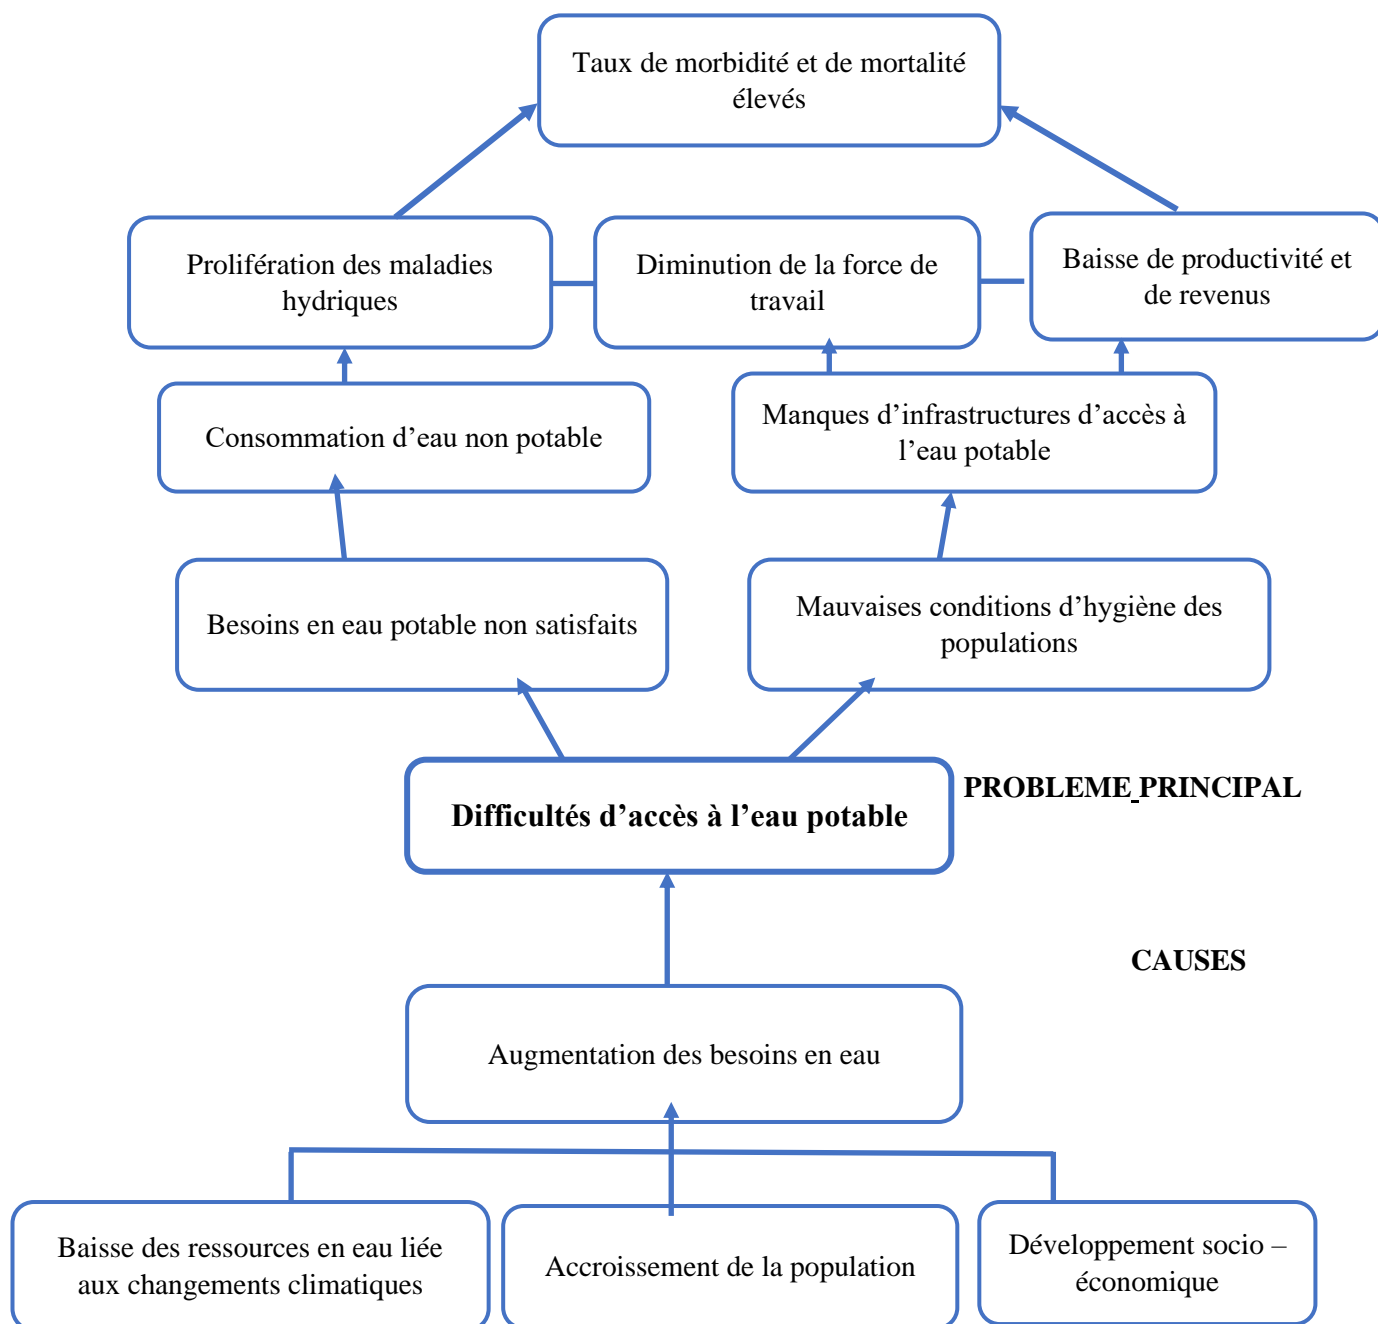 Taux de morbidité et de mortalité
élevés
Prolifération des maladies
hydriques
Diminution de la force de
travail
Baisse de productivité et
de revenus
Consommation d’eau non potable
Manques d’infrastructures d’accès à
l’eau potable
Besoins en eau potable non satisfaits
Mauvaises conditions d’hygiène des
populations
Difficultés d’accès à l’eau potable
PROBLEME PRINCIPAL
CAUSES
Augmentation des besoins en eau
Baisse des ressources en eau liée
aux changements climatiques
Accroissement de la population
Développement socio –
économique